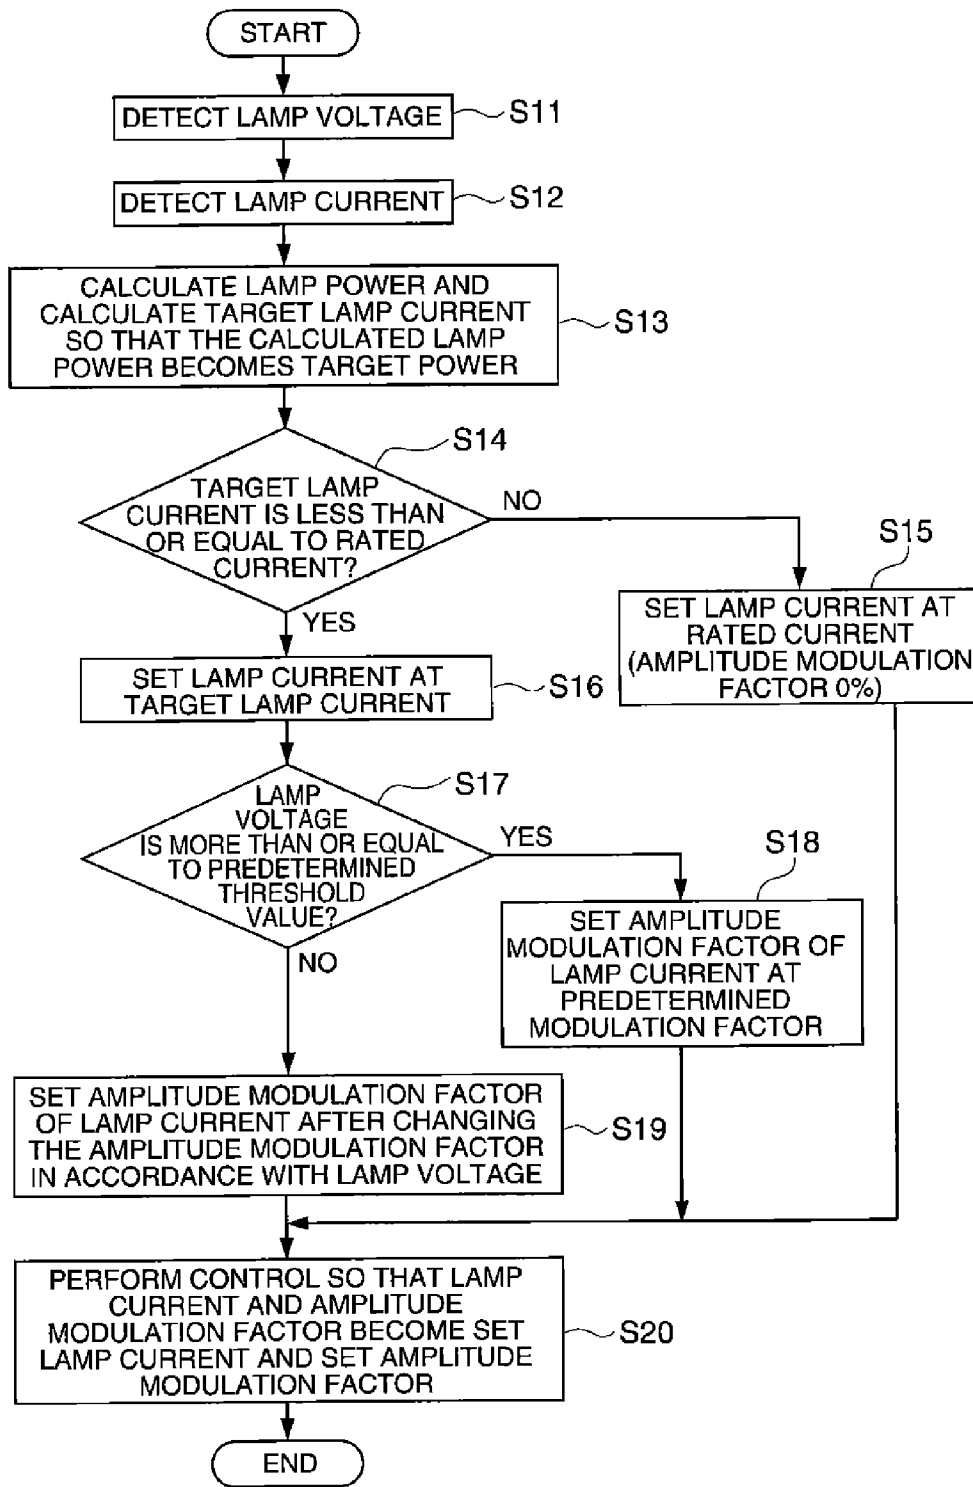 START
DETECT LAMP VOLTAGE
S11
DETECT LAMP CURRENT
S12
CALCULATE LAMP POWER AND
CALCULATE TARGET LAMP CURRENT
SO THAT THE CALCULATED LAMP
POWER BECOMES TARGET POWER
S13
S14
TARGET LAMP
CURRENT IS LESS THAN
OR EQUAL TO RATED
CURRENT?
NO
YES
S15
SET LAMP CURRENT AT
RATED CURRENT
(AMPLITUDE MODULATION
FACTOR 0%)
SET LAMP CURRENT AT
TARGET LAMP CURRENT
S16
S17
LAMP
VOLTAGE
IS MORE THAN OR EQUAL
TO PREDETERMINED
THRESHOLD
VALUE?
YES
NO
S18
SET AMPLITUDE
MODULATION FACTOR OF
LAMP CURRENT AT
PREDETERMINED
MODULATION FACTOR
SET AMPLITUDE MODULATION FACTOR
OF LAMP CURRENT AFTER CHANGING
THE AMPLITUDE MODULATION FACTOR
IN ACCORDANCE WITH LAMP VOLTAGE
S19
PERFORM CONTROL SO THAT LAMP
CURRENT AND AMPLITUDE
MODULATION FACTOR BECOME SET
LAMP CURRENT AND SET AMPLITUDE
MODULATION FACTOR
S20
END